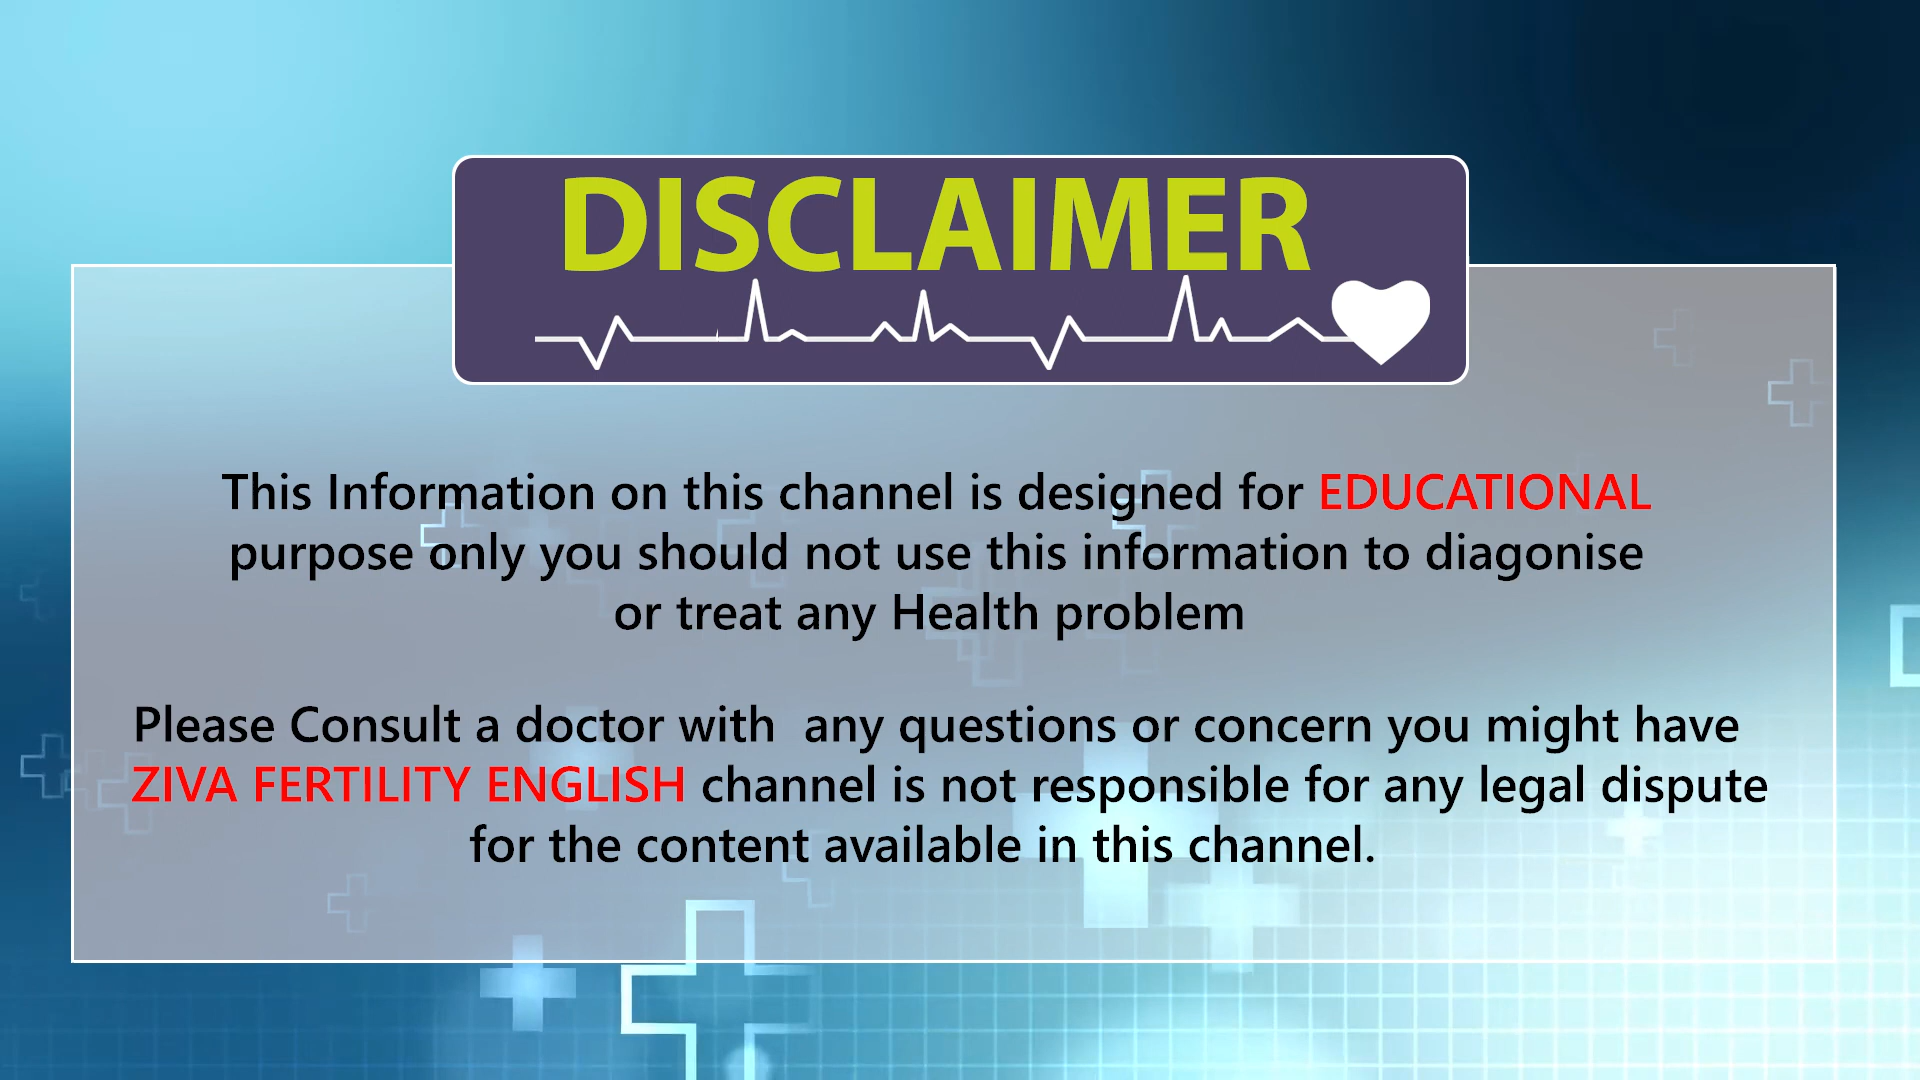 DISCLAIMER
This Information on this channel is designed for EDUCATIONAL
purpose only you should not use this information to diagonise
or treat any Health problem
Please Consult a doctor with  any questions or concern you might have
ZIVA FERTILITY ENGLISH channel is not responsible for any legal dispute
for the content available in this channel.